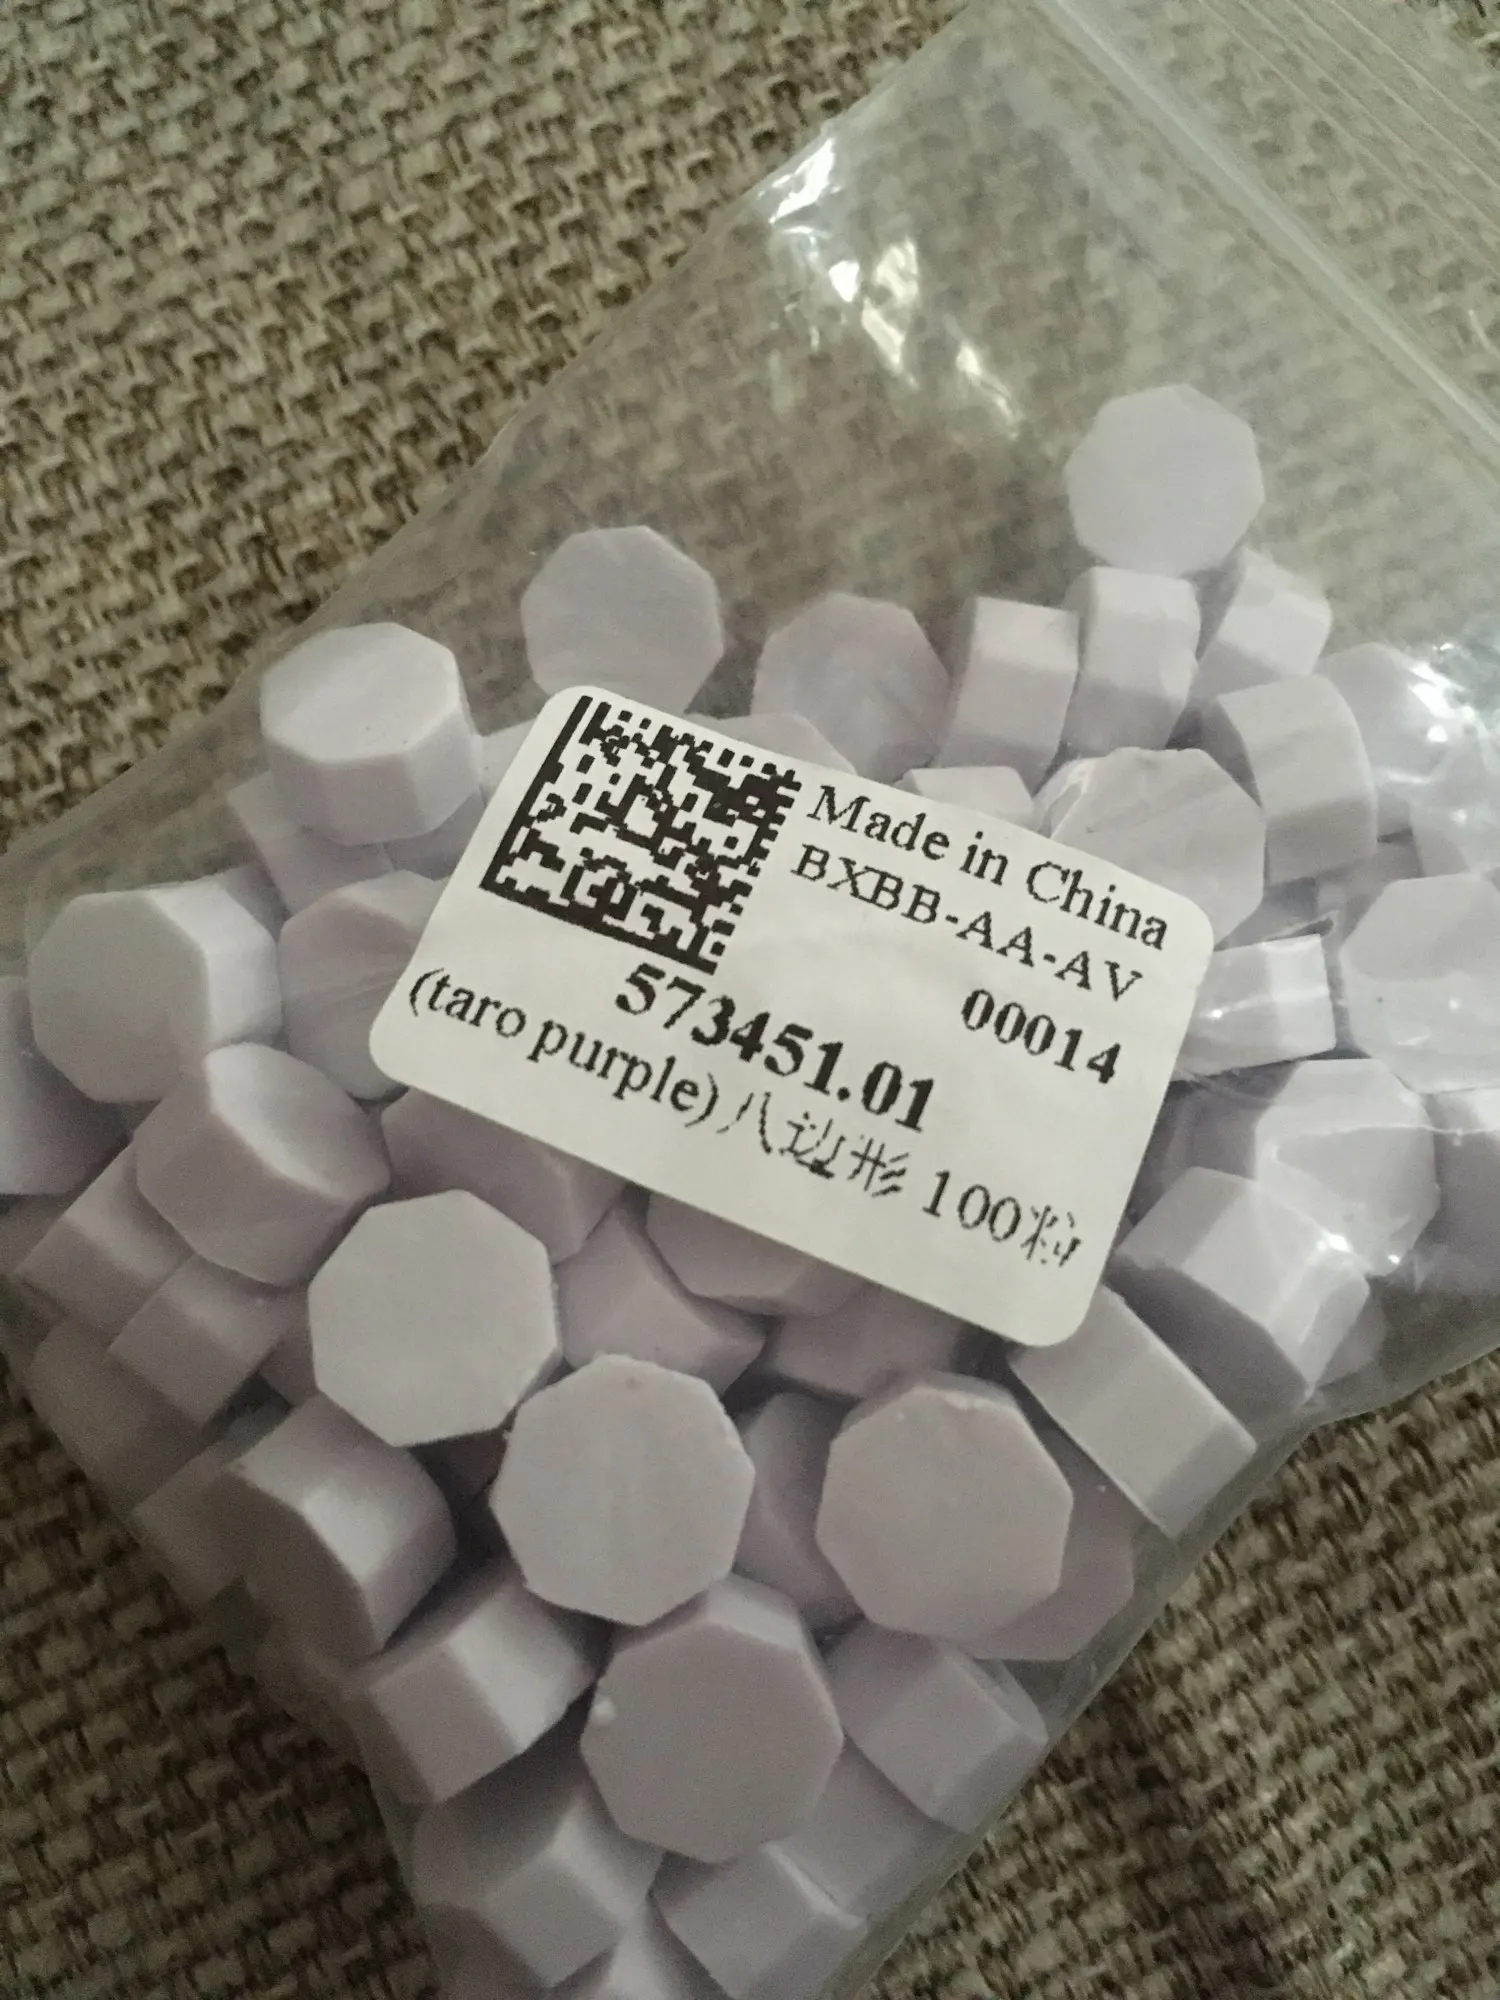 Made in China
BXBB-AA-AV
00014
573451.01
(taro purple)八边形 100粒